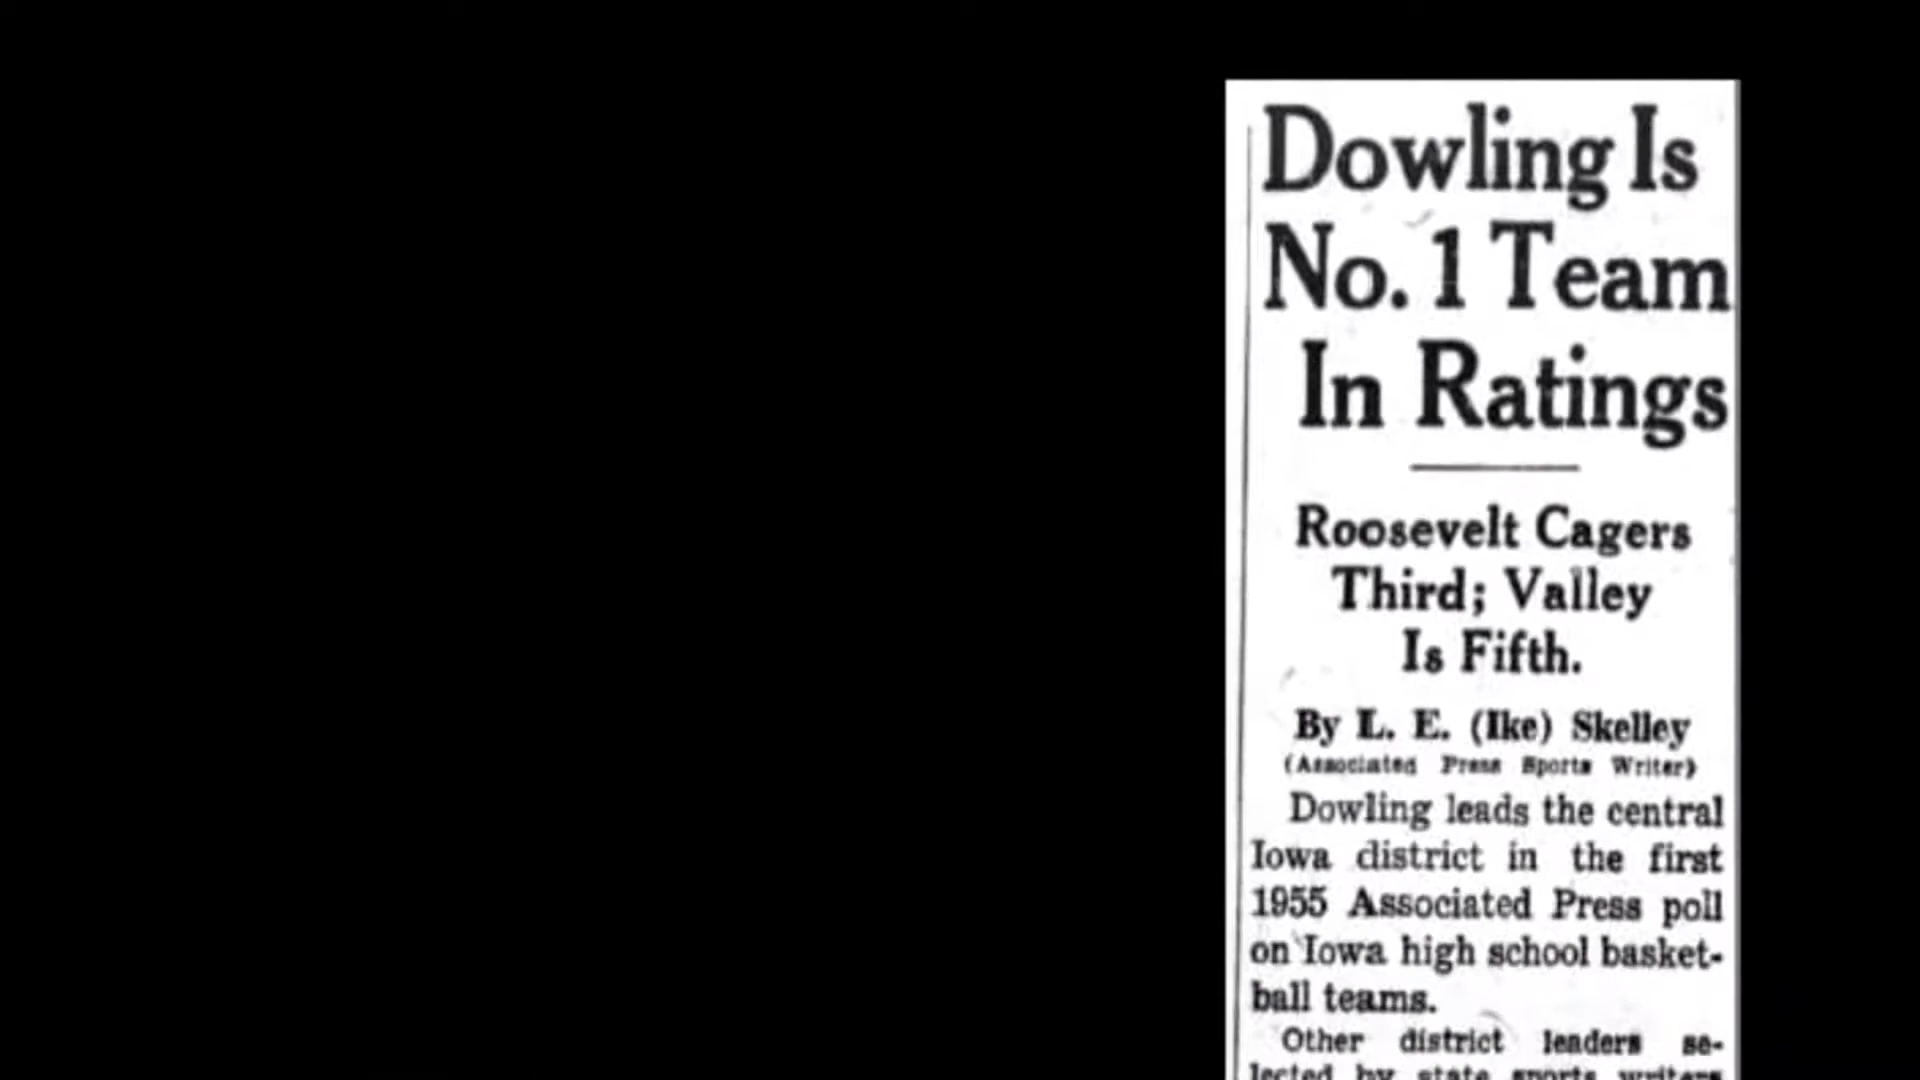 Dowling Is
No. 1 Team
In Ratings
Roosevelt Cagers
Third; Valley
Is Fifth.
By L. E. (Ike) Skelley
(Associated Press Sports Writer)
Dowling leads the central
Iowa district in the first
1955 Associated Press poll
on Iowa high school basket-
ball teams.
Other district leaders se-
lected by state sports writers